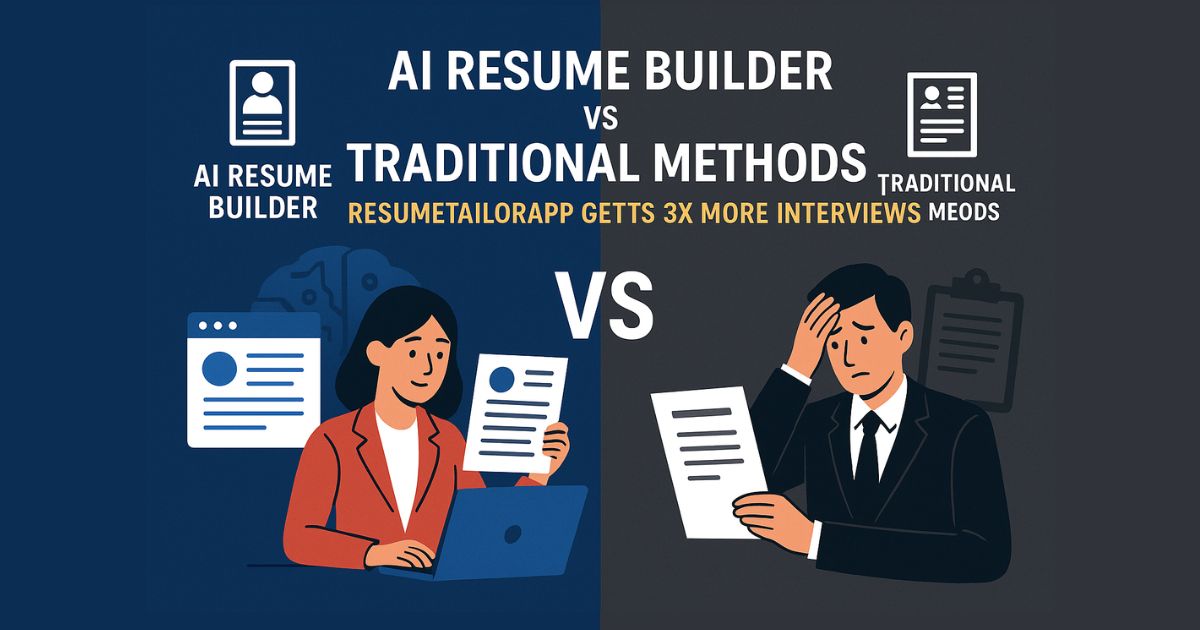 AI RESUME BUILDER
VS
TRADITIONAL METHODS
RESUMETAILORAPP GETTS 3X MORE INTERVIEWS
AI RESUME
BUILDER
TRADITIONAL
MEODS
VS